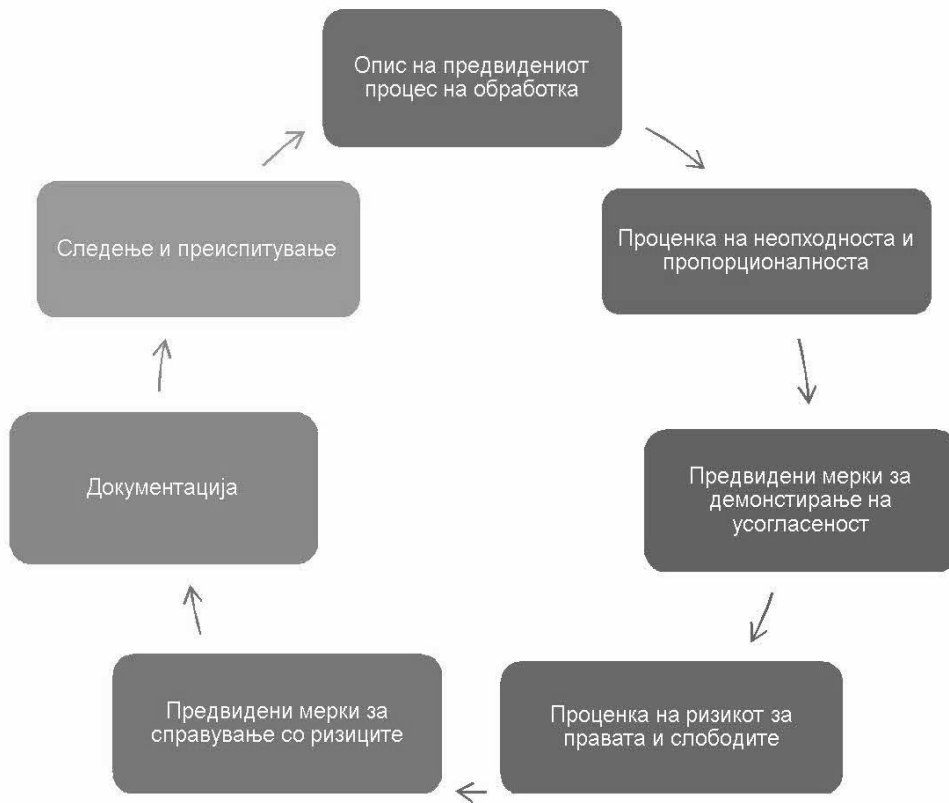 Опис на предвидениот
процес на обработка
Проценка на неопходноста и
пропорционалноста
Предвидени мерки за
демонстирање на
усогласеност
Проценка на ризикот за
правата и слободите
Предвидени мерки за
справување со ризиците
Документација
Следење и преиспитување